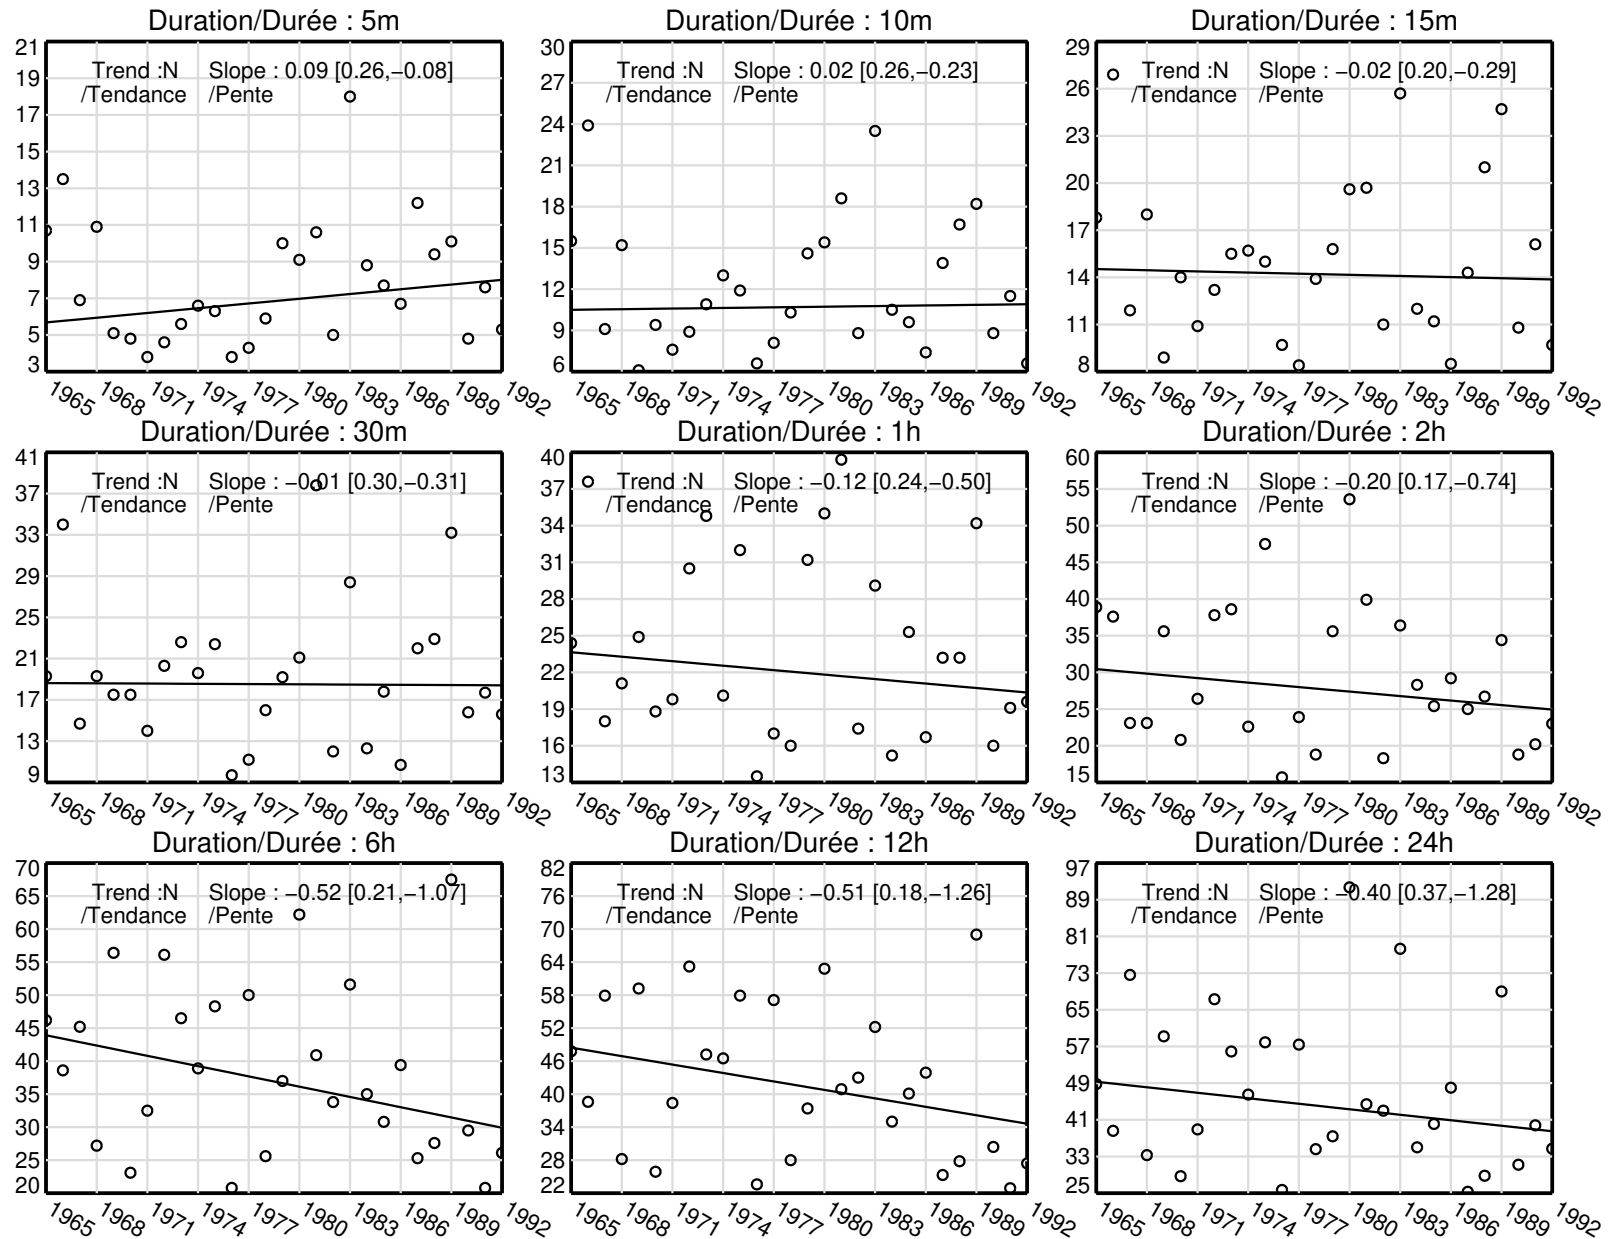 Duration/Durée : 5m
21
19
17
15
13
11
9
7
5
3
Trend :N Slope : 0.09 [0.26,−0.08]
/Tendance /Pente
1965 1968 1971 1974 1977 1980 1983 1986 1989 1992
Duration/Durée : 10m
30
27
24
21
18
15
12
9
6
Trend :N Slope : 0.02 [0.26,−0.23]
/Tendance /Pente
1965 1968 1971 1974 1977 1980 1983 1986 1989 1992
Duration/Durée : 15m
29
26
23
20
17
14
11
8
Trend :N Slope : −0.02 [0.20,−0.29]
/Tendance /Pente
1965 1968 1971 1974 1977 1980 1983 1986 1989 1992
Duration/Durée : 30m
41
37
33
29
25
21
17
13
9
Trend :N Slope : −0.01 [0.30,−0.31]
/Tendance /Pente
1965 1968 1971 1974 1977 1980 1983 1986 1989 1992
Duration/Durée : 1h
40
37
34
31
28
25
22
19
16
13
Trend :N Slope : −0.12 [0.24,−0.50]
/Tendance /Pente
1965 1968 1971 1974 1977 1980 1983 1986 1989 1992
Duration/Durée : 2h
60
55
50
45
40
35
30
25
20
15
Trend :N Slope : −0.20 [0.17,−0.74]
/Tendance /Pente
1965 1968 1971 1974 1977 1980 1983 1986 1989 1992
Duration/Durée : 6h
70
65
60
55
50
45
40
35
30
25
20
Trend :N Slope : −0.52 [0.21,−1.07]
/Tendance /Pente
1965 1968 1971 1974 1977 1980 1983 1986 1989 1992
Duration/Durée : 12h
82
76
70
64
58
52
46
40
34
28
22
Trend :N Slope : −0.51 [0.18,−1.26]
/Tendance /Pente
1965 1968 1971 1974 1977 1980 1983 1986 1989 1992
Duration/Durée : 24h
97
89
81
73
65
57
49
41
33
25
Trend :N Slope : −0.40 [0.37,−1.28]
/Tendance /Pente
1965 1968 1971 1974 1977 1980 1983 1986 1989 1992